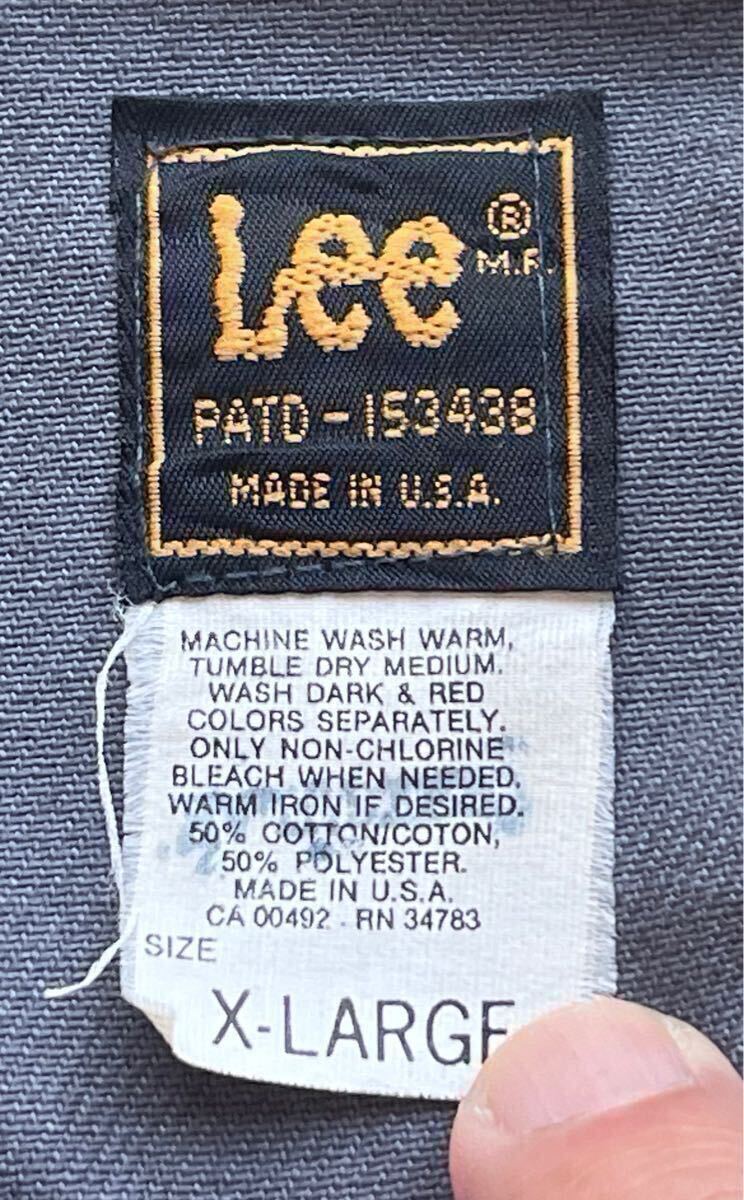 Lee ®
M.R.
PATD-153438
MADE IN U.S.A.
MACHINE WASH WARM,
TUMBLE DRY MEDIUM.
WASH DARK & RED
COLORS SEPARATELY.
ONLY NON-CHLORINE
BLEACH WHEN NEEDED.
WARM IRON IF DESIRED.
50% COTTON/COTON,
50% POLYESTER.
MADE IN U.S.A.
CA 00492 - RN 34783
SIZE
X-LARGE